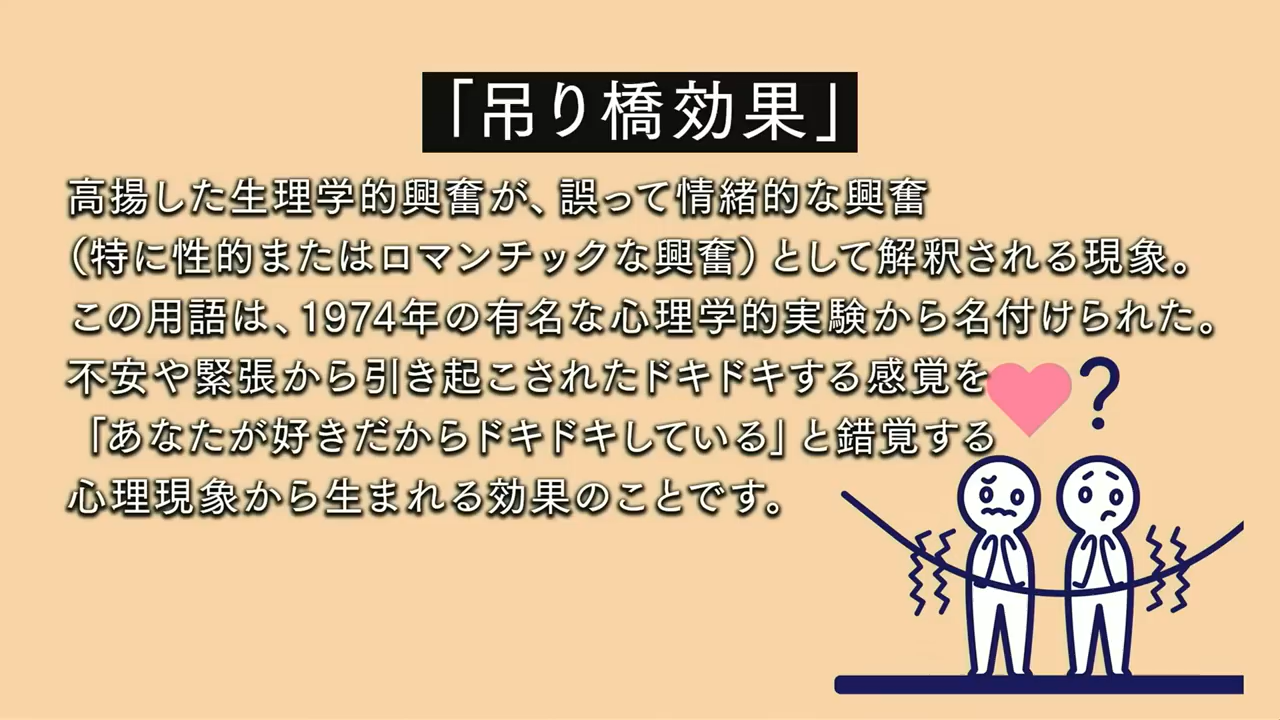 「吊り橋効果」
高揚した生理学的興奮が、誤って情緒的な興奮
（特に性的またはロマンチックな興奮）として解釈される現象。
この用語は、1974年の有名な心理学的実験から名付けられた。
不安や緊張から引き起こされたドキドキする感覚を
「あなたが好きだからドキドキしている」と錯覚する
心理現象から生まれる効果のことです。
?